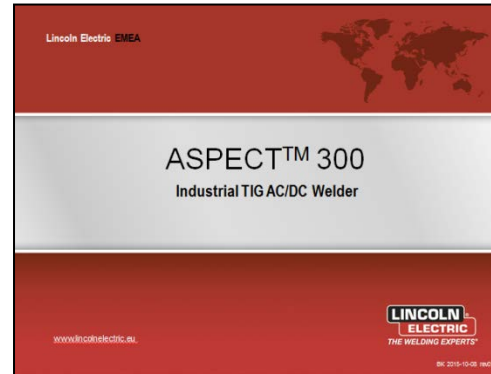 Lincoln Electric EMEA
ASPECT™ 300
Industrial TIG AC/DC Welder
LINCOLN
ELECTRIC
THE WELDING EXPERTS®
www.lincolnelectric.eu